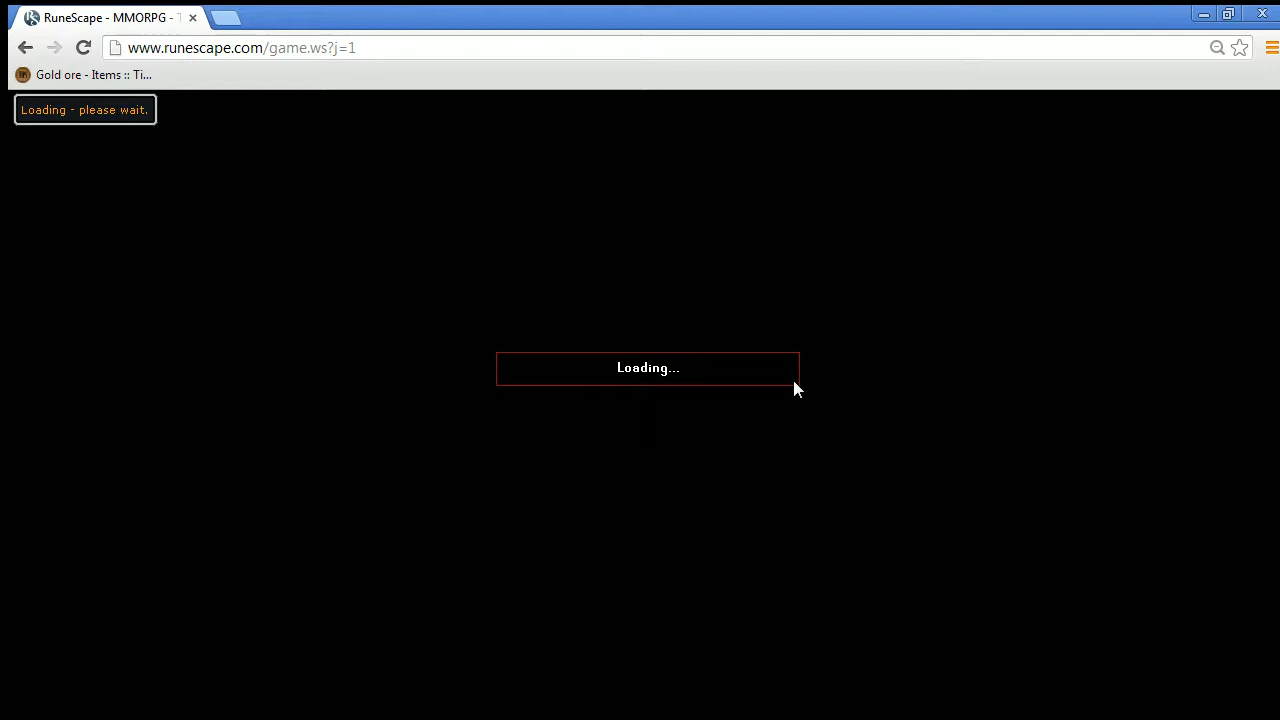 RuneScape - MMORPG - T
www.runescape.com/game.ws?j=1
Gold ore - Items :: Ti...
Loading - please wait.
Loading...